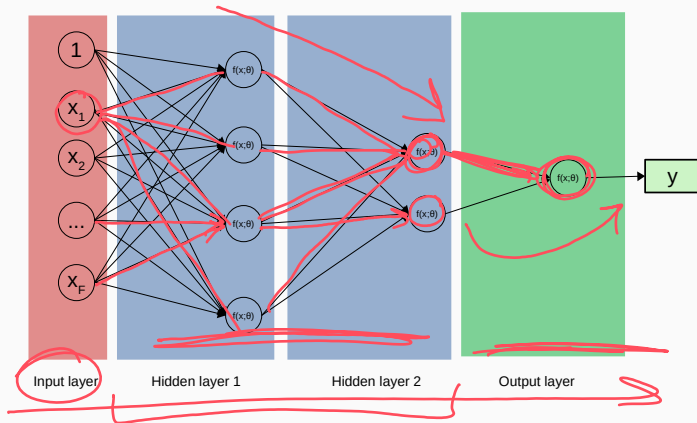 1
x1
x2
...
xF
f(x;θ)
f(x;θ)
f(x;θ)
f(x;θ)
f(x;θ)
f(x;θ)
f(x;θ)
y
Input layer
Hidden layer 1
Hidden layer 2
Output layer